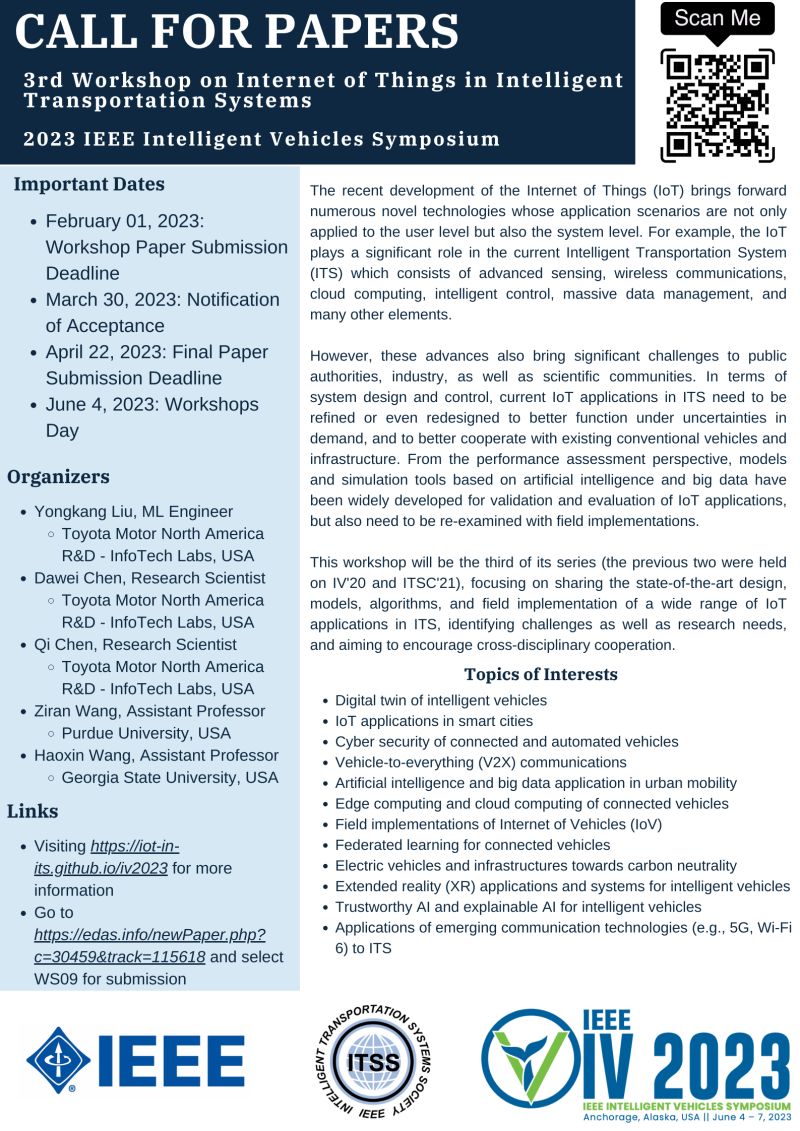 CALL FOR PAPERS
3rd Workshop on Internet of Things in Intelligent
Transportation Systems
2023 IEEE Intelligent Vehicles Symposium
Scan Me
Important Dates
• February 01, 2023:
Workshop Paper Submission
Deadline
• March 30, 2023: Notification
of Acceptance
• April 22, 2023: Final Paper
Submission Deadline
• June 4, 2023: Workshops
Day
Organizers
• Yongkang Liu, ML Engineer
◦ Toyota Motor North America
R&D - InfoTech Labs, USA
• Dawei Chen, Research Scientist
◦ Toyota Motor North America
R&D - InfoTech Labs, USA
• Qi Chen, Research Scientist
◦ Toyota Motor North America
R&D - InfoTech Labs, USA
• Ziran Wang, Assistant Professor
◦ Purdue University, USA
• Haoxin Wang, Assistant Professor
◦ Georgia State University, USA
Links
• Visiting https://iot-in-
its.github.io/iv2023 for more
information
• Go to
https://edas.info/newPaper.php?
c=30459&track=115618 and select
WS09 for submission
The recent development of the Internet of Things (IoT) brings forward
numerous novel technologies whose application scenarios are not only
applied to the user level but also the system level. For example, the IoT
plays a significant role in the current Intelligent Transportation System
(ITS) which consists of advanced sensing, wireless communications,
cloud computing, intelligent control, massive data management, and
many other elements.
However, these advances also bring significant challenges to public
authorities, industry, as well as scientific communities. In terms of
system design and control, current IoT applications in ITS need to be
refined or even redesigned to better function under uncertainties in
demand, and to better cooperate with existing conventional vehicles and
infrastructure. From the performance assessment perspective, models
and simulation tools based on artificial intelligence and big data have
been widely developed for validation and evaluation of IoT applications,
but also need to be re-examined with field implementations.
This workshop will be the third of its series (the previous two were held
on IV'20 and ITSC'21), focusing on sharing the state-of-the-art design,
models, algorithms, and field implementation of a wide range of IoT
applications in ITS, identifying challenges as well as research needs,
and aiming to encourage cross-disciplinary cooperation.
Topics of Interests
• Digital twin of intelligent vehicles
• IoT applications in smart cities
• Cyber security of connected and automated vehicles
• Vehicle-to-everything (V2X) communications
• Artificial intelligence and big data application in urban mobility
• Edge computing and cloud computing of connected vehicles
• Field implementations of Internet of Vehicles (IoV)
• Federated learning for connected vehicles
• Electric vehicles and infrastructures towards carbon neutrality
• Extended reality (XR) applications and systems for intelligent vehicles
• Trustworthy AI and explainable AI for intelligent vehicles
• Applications of emerging communication technologies (e.g., 5G, Wi-Fi
6) to ITS
IEEE
®
INTELLIGENT TRANSPORTATION SYSTEMS SOCIETY
ITSS
IEEE
IEEE
IV 2023
IEEE INTELLIGENT VEHICLES SYMPOSIUM
Anchorage, Alaska, USA || June 4 – 7, 2023